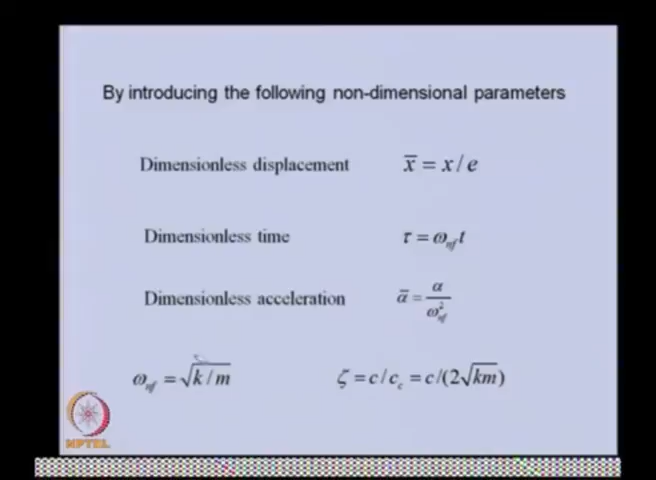 By introducing the following non-dimensional parameters
Dimensionless displacement x̄ = x / e
Dimensionless time τ = ω_nf t
Dimensionless acceleration ᾱ = α / ω²_nf
ω_nf = √(k / m) ζ = c / c_c = c / (2√km)
NPTEL